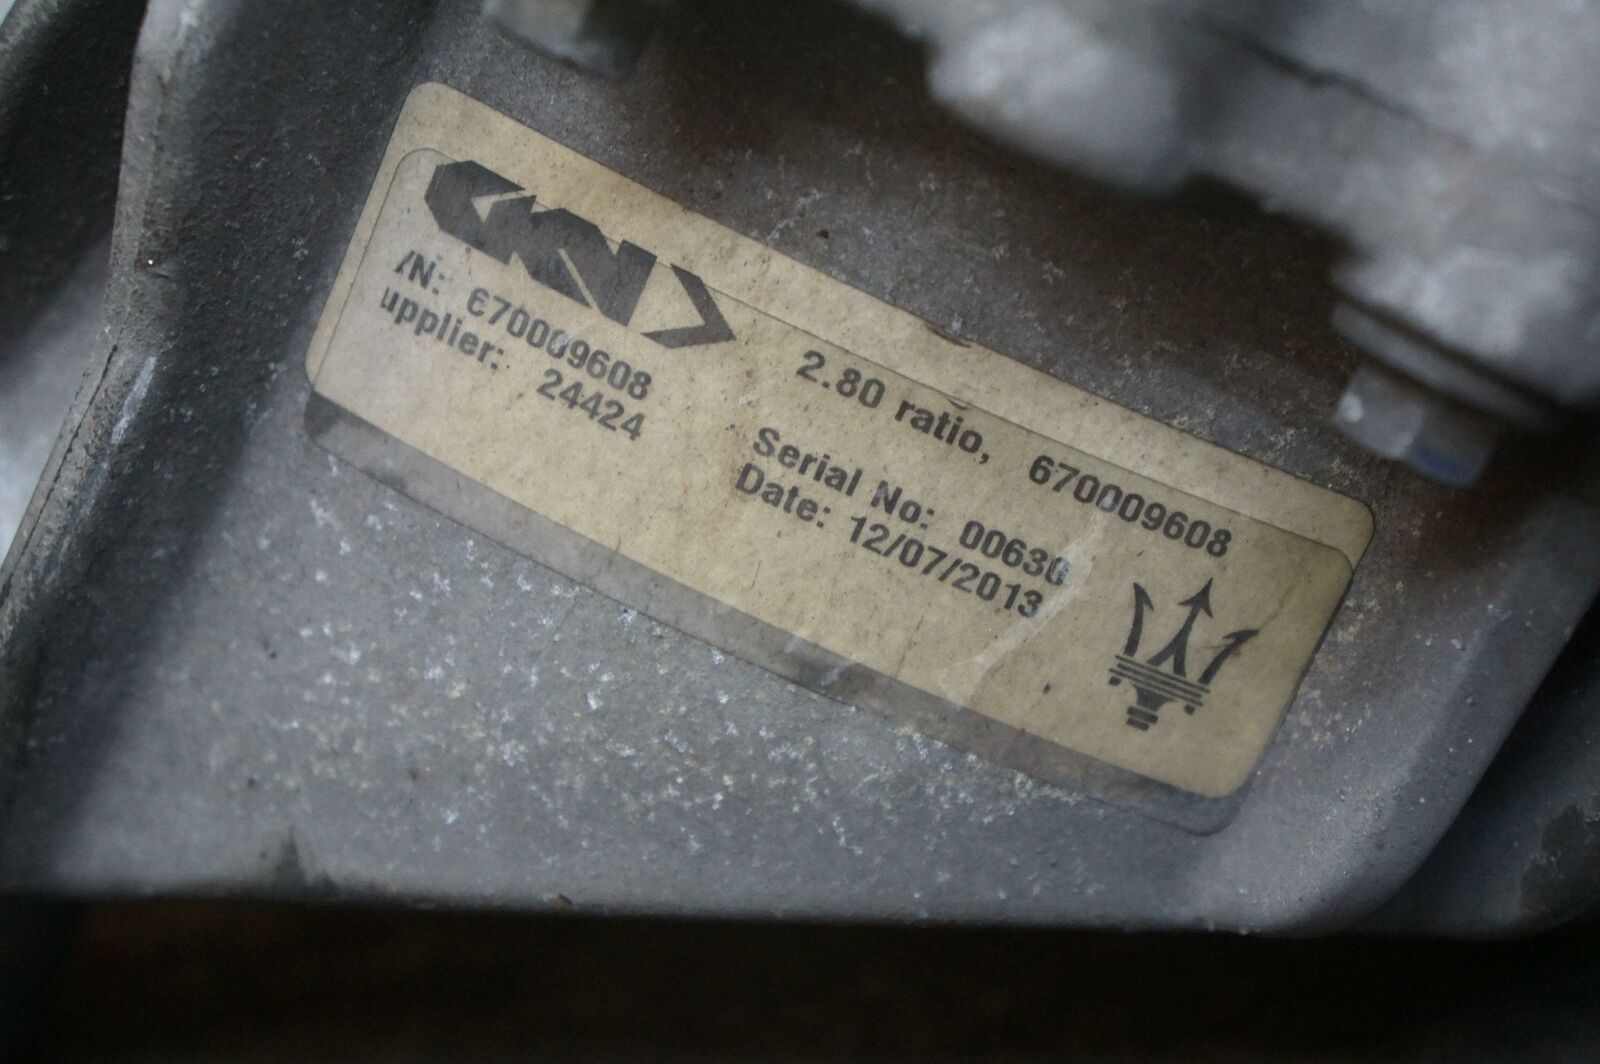 GKN
2.80 ratio, 670009608
/N: 670009608
Serial No: 00630
upplier: 24424
Date: 12/07/2013